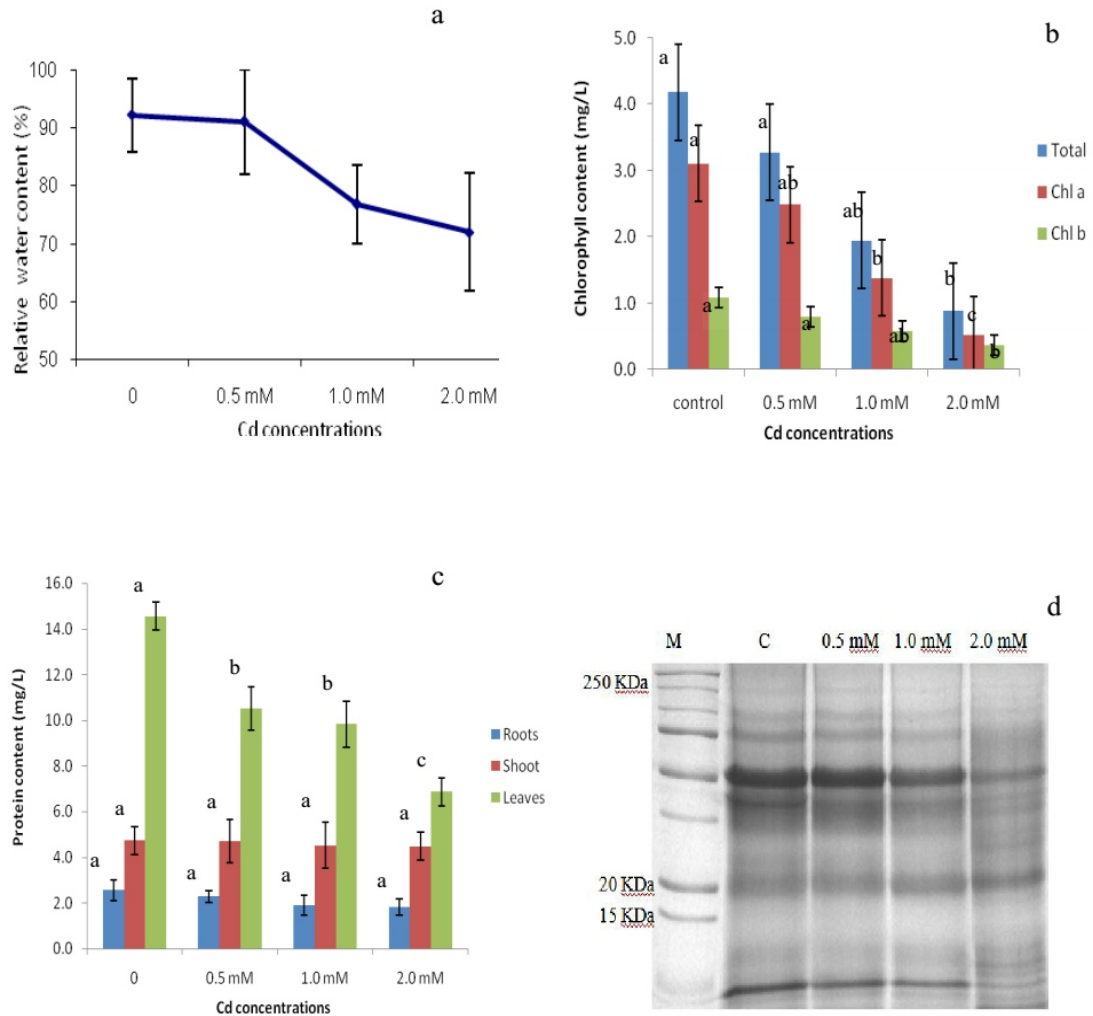 a
100
90
80
70
60
50
Relative water content (%)
0 0.5 mM 1.0 mM 2.0 mM
Cd concentrations
b
5.0
4.0
3.0
2.0
1.0
0.0
Chlorophyll content (mg/L)
a a a
a ab a
ab b ab
b c b
control 0.5 mM 1.0 mM 2.0 mM
Cd concentrations
Total
Chl a
Chl b
c
16.0
14.0
12.0
10.0
8.0
6.0
4.0
2.0
0.0
Protein content (mg/L)
a a a
a a b
a a b
a a c
0 0.5 mM 1.0 mM 2.0 mM
Cd concentrations
Roots
Shoot
Leaves
d
M C 0.5 mM 1.0 mM 2.0 mM
250 KDa
20 KDa
15 KDa